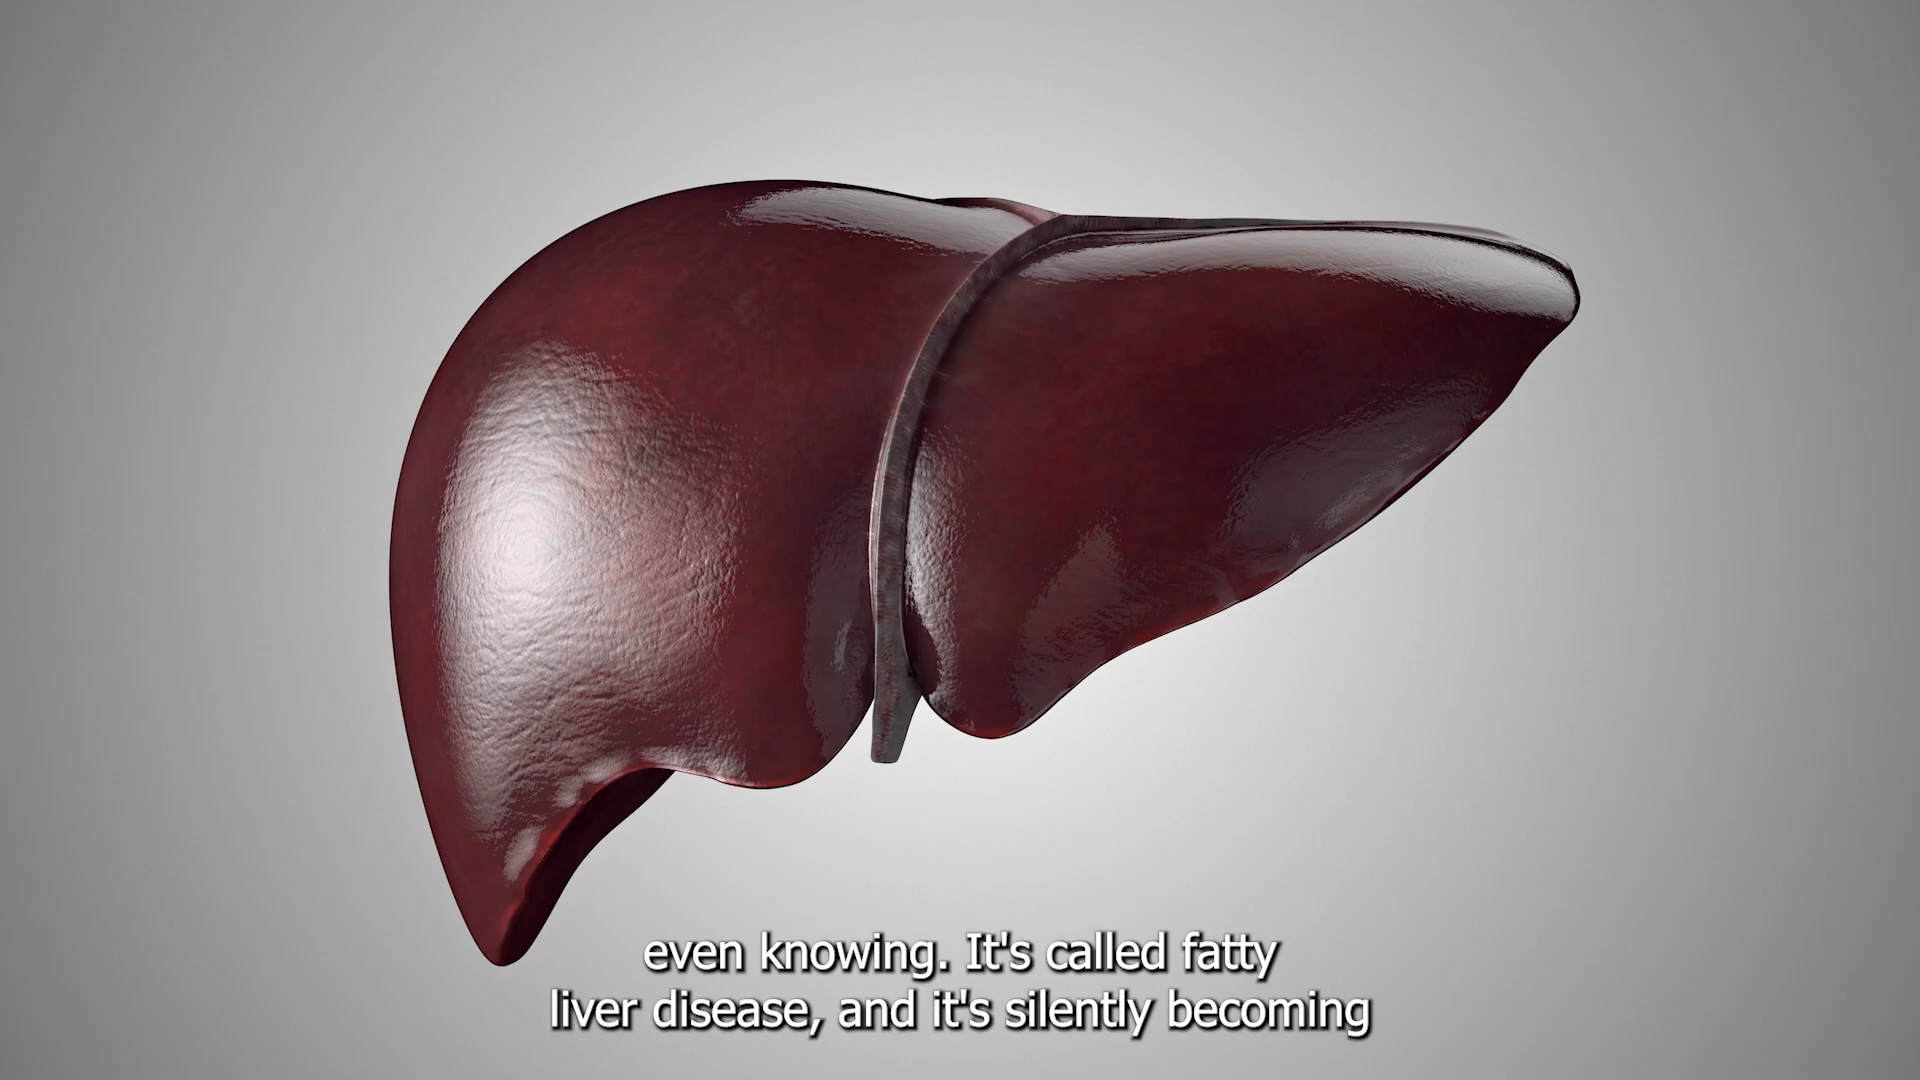 even knowing. It's called fatty
liver disease, and it's silently becoming